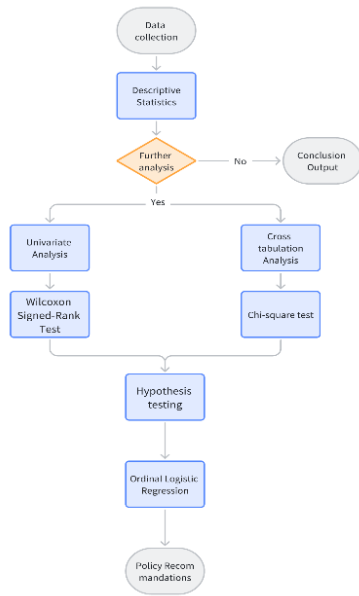 Data
collection
Descriptive
Statistics
Further
analysis
No
Conclusion
Output
Yes
Univariate
Analysis
Cross
tabulation
Analysis
Wilcoxon
Signed-Rank
Test
Chi-square test
Hypothesis
testing
Ordinal Logistic
Regression
Policy Recom
mandations